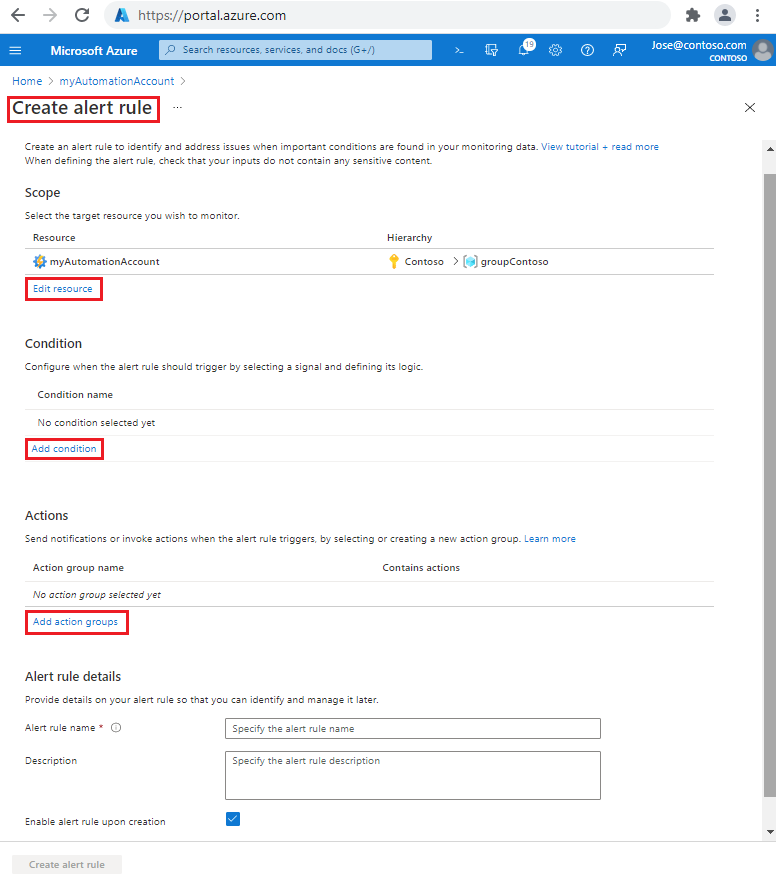 https://portal.azure.com
Microsoft Azure
Search resources, services, and docs (G+/)
19
Jose@contoso.com
CONTOSO
Home > myAutomationAccount >
Create alert rule ...
Create an alert rule to identify and address issues when important conditions are found in your monitoring data. View tutorial + read more
When defining the alert rule, check that your inputs do not contain any sensitive content.
Scope
Select the target resource you wish to monitor.
Resource Hierarchy
myAutomationAccount Contoso > groupContoso
Edit resource
Condition
Configure when the alert rule should trigger by selecting a signal and defining its logic.
Condition name
No condition selected yet
Add condition
Actions
Send notifications or invoke actions when the alert rule triggers, by selecting or creating a new action group. Learn more
Action group name Contains actions
No action group selected yet
Add action groups
Alert rule details
Provide details on your alert rule so that you can identify and manage it later.
Alert rule name * Specify the alert rule name
Description Specify the alert rule description
Enable alert rule upon creation
Create alert rule